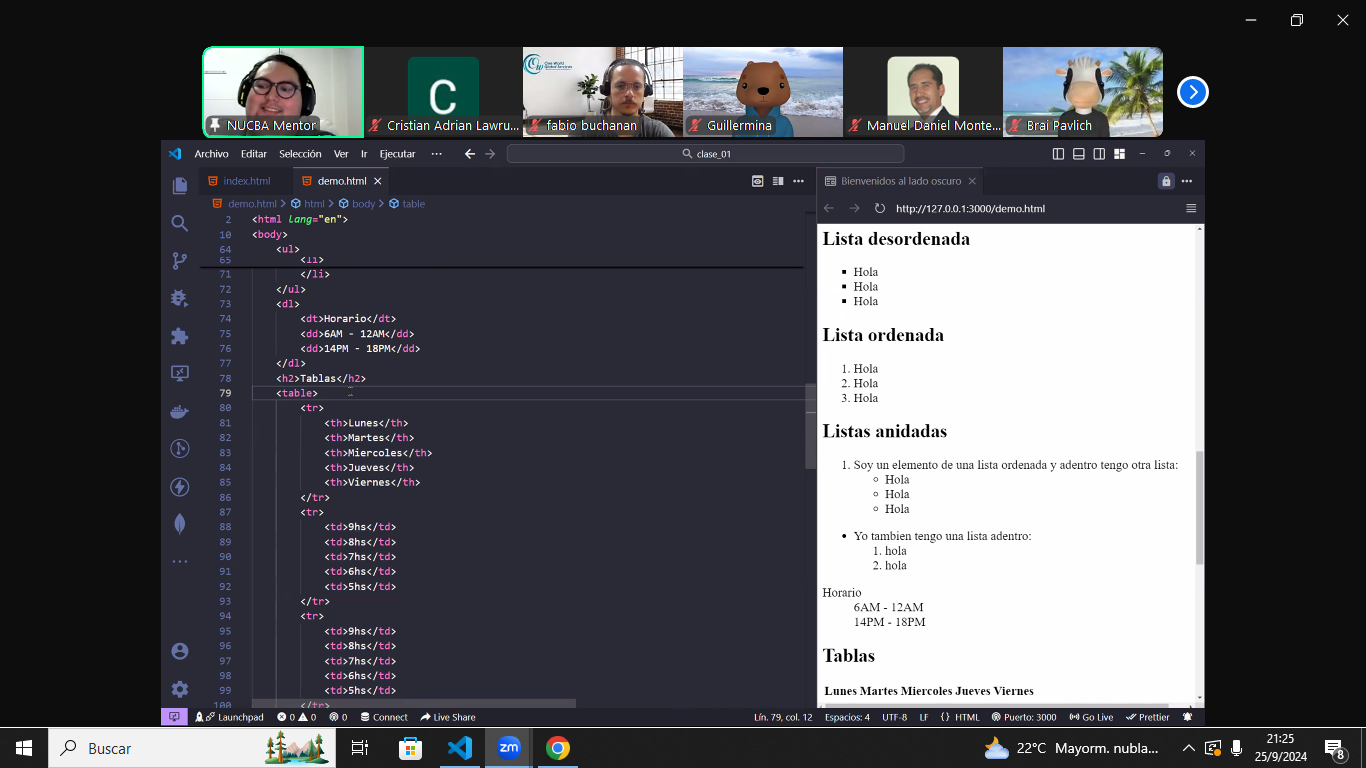 One World
Global Services
C
NUCBA Mentor
Cristian Adrian Lawru...
fabio buchanan
Guillermina
Manuel Daniel Monte...
Brai Pavlich
Archivo Editar Selección Ver Ir Ejecutar ...
clase_01
index.html
demo.html
demo.html > html > body > table
2 <html lang="en">
10 <body>
64 <ul>
65 <li>
71 </li>
72 </ul>
73 <dl>
74 <dt>Horario</dt>
75 <dd>6AM - 12AM</dd>
76 <dd>14PM - 18PM</dd>
77 </dl>
78 <h2>Tablas</h2>
79 <table>
80 <tr>
81 <th>Lunes</th>
82 <th>Martes</th>
83 <th>Miercoles</th>
84 <th>Jueves</th>
85 <th>Viernes</th>
86 </tr>
87 <tr>
88 <td>9hs</td>
89 <td>8hs</td>
90 <td>7hs</td>
91 <td>6hs</td>
92 <td>5hs</td>
93 </tr>
94 <tr>
95 <td>9hs</td>
96 <td>8hs</td>
97 <td>7hs</td>
98 <td>6hs</td>
99 <td>5hs</td>
100 </tr>
Bienvenidos al lado oscuro
http://127.0.0.1:3000/demo.html
Lista desordenada
▪ Hola
▪ Hola
▪ Hola
Lista ordenada
1. Hola
2. Hola
3. Hola
Listas anidadas
1. Soy un elemento de una lista ordenada y adentro tengo otra lista:
◦ Hola
◦ Hola
◦ Hola
• Yo tambien tengo una lista adentro:
1. hola
2. hola
Horario
6AM - 12AM
14PM - 18PM
Tablas
Lunes Martes Miercoles Jueves Viernes
Launchpad 0 0 0 Connect Live Share
Lín. 79, col. 12 Espacios: 4 UTF-8 LF {} HTML Puerto: 3000 Go Live Prettier
Buscar
zm
22°C Mayorm. nubla...
21:25
25/9/2024
8